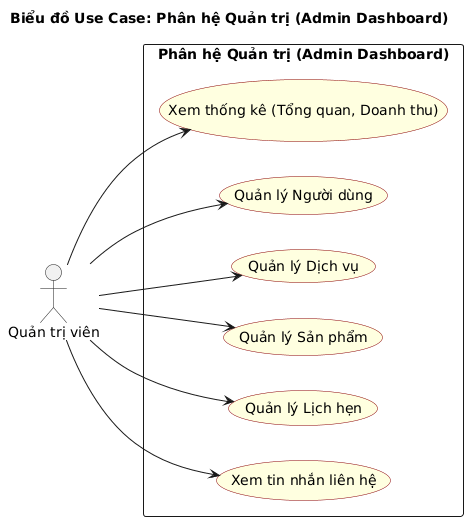 Biểu đồ Use Case: Phân hệ Quản trị (Admin Dashboard)
Phân hệ Quản trị (Admin Dashboard)
Xem thống kê (Tổng quan, Doanh thu)
Quản lý Người dùng
Quản lý Dịch vụ
Quản trị viên
Quản lý Sản phẩm
Quản lý Lịch hẹn
Xem tin nhắn liên hệ